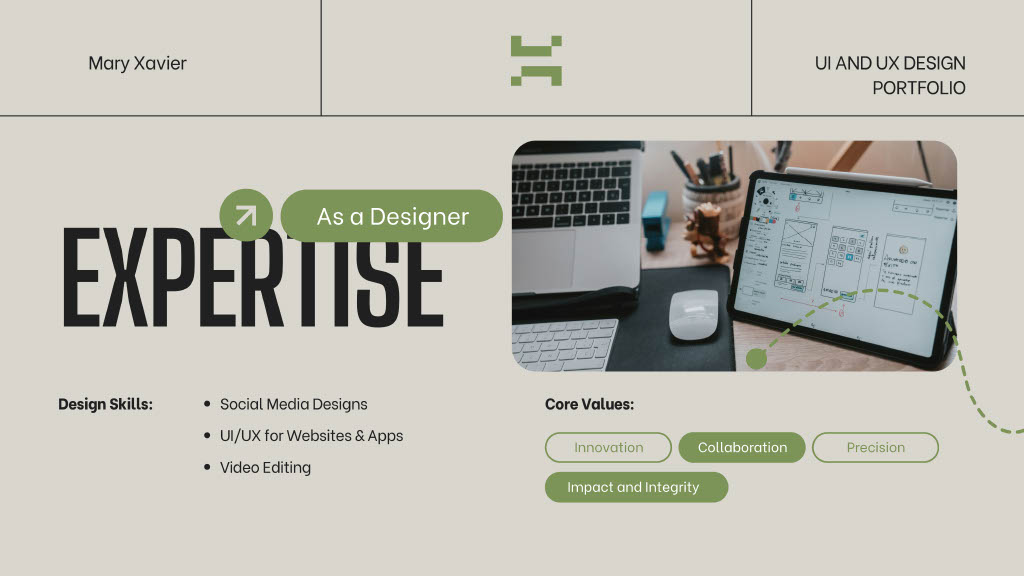 Mary Xavier
UI AND UX DESIGN
PORTFOLIO
As a Designer
EXPERTISE
Design Skills:
Social Media Designs
UI/UX for Websites & Apps
Video Editing
Core Values:
Innovation
Collaboration
Precision
Impact and Integrity